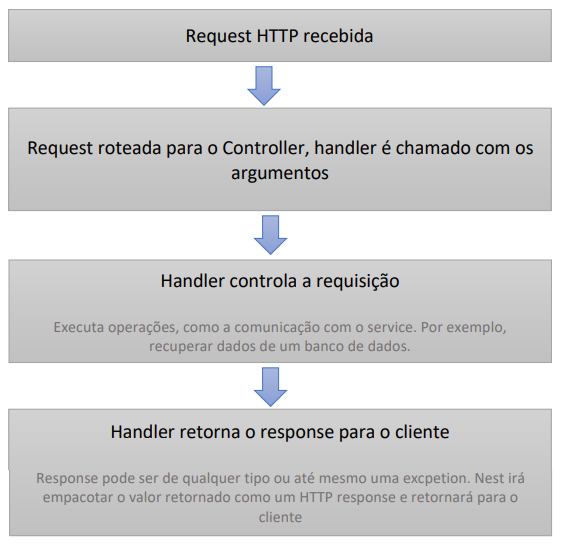 Request HTTP recebida
Request roteada para o Controller, handler é chamado com os
argumentos
Handler controla a requisição
Executa operações, como a comunicação com o service. Por exemplo,
recuperar dados de um banco de dados.
Handler retorna o response para o cliente
Response pode ser de qualquer tipo ou até mesmo uma excpetion. Nest irá
empacotar o valor retornado como um HTTP response e retornará para o
cliente